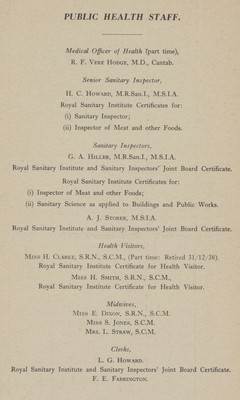 PUBLIC HEALTH STAFF.
Medical Officer of Health (part time),
R. F. VERE HODGE, M.D., Cantab.
Senior Sanitary Inspector,
H. C. HOWARD, M.R.San.I., M.S.I.A.
Royal Sanitary Institute Certificates for:
(i) Sanitary Inspector;
(ii) Inspector of Meat and other Foods.
Sanitary Inspectors,
G. A. HILLER, M.R.San.I., M.S.I.A.
Royal Sanitary Institute and Sanitary Inspectors' Joint Board Certificate.
Royal Sanitary Institute Certificates for:
(i) Inspector of Meat and other Foods;
(ii) Sanitary Science as applied to Buildings and Public Works.
A. J. STORER, M.S.I.A.
Royal Sanitary Institute and Sanitary Inspectors' Joint Board Certificate.
Health Visitors,
MISS H. CLARKE, S.R.N., S.C.M., (Part time: Retired 31/12/38).
Royal Sanitary Institute Certificate for Health Visitor.
MISS H. SMITH, S.R.N., S.C.M.,
Royal Sanitary Institute Certificate for Health Visitor.
Midwives,
MISS E. DIXON, S.R.N., S.C.M.
MISS S. JONES, S.C.M.
MRS. L. STRAW, S.C.M.
Clerks,
L. G. HOWARD.
Royal Sanitary Institute and Sanitary Inspectors' Joint Board Certificate.
F. E. FARRINGTON.